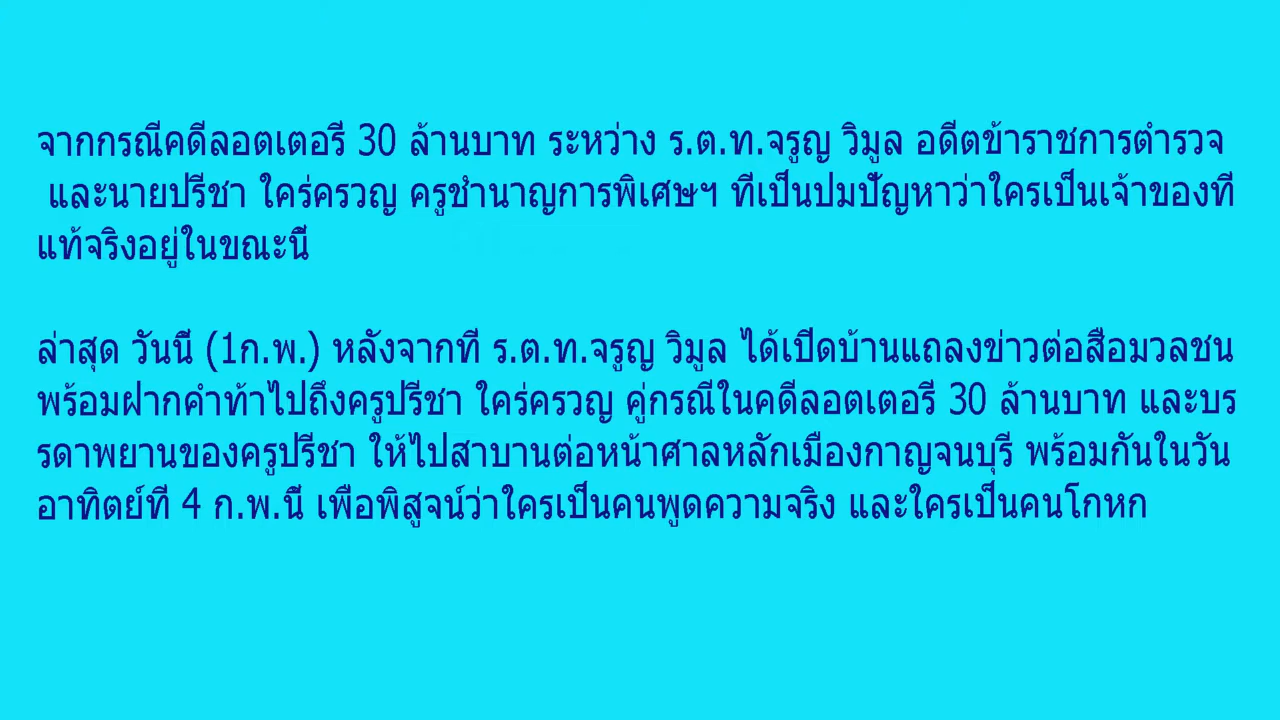 จากกรณีคดีลอตเตอรี่ 30 ล้านบาท ระหว่าง ร.ต.ท.จรูญ วิมูล อดีตข้าราชการตำรวจ
และนายปรีชา ใคร่ครวญ ครูชำนาญการพิเศษฯ ที่เป็นปมปัญหาว่าใครเป็นเจ้าของที่
แท้จริงอยู่ในขณะนี้
ล่าสุด วันนี้ (1ก.พ.) หลังจากที่ ร.ต.ท.จรูญ วิมูล ได้เปิดบ้านแถลงข่าวต่อสื่อมวลชน
พร้อมฝากคำท้าไปถึงครูปรีชา ใคร่ครวญ คู่กรณีในคดีลอตเตอรี่ 30 ล้านบาท และบร
รดาพยานของครูปรีชา ให้ไปสาบานต่อหน้าศาลหลักเมืองกาญจนบุรี พร้อมกันในวัน
อาทิตย์ที่ 4 ก.พ.นี้ เพื่อพิสูจน์ว่าใครเป็นคนพูดความจริง และใครเป็นคนโกหก